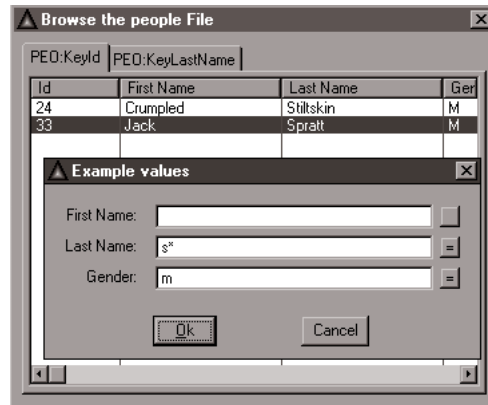 Browse the people File
PEO:KeyId PEO:KeyLastName
Id First Name Last Name Ger
24 Crumpled Stiltskin M
33 Jack Spratt M
Example values
First Name:
Last Name: s* =
Gender: m =
Ok Cancel